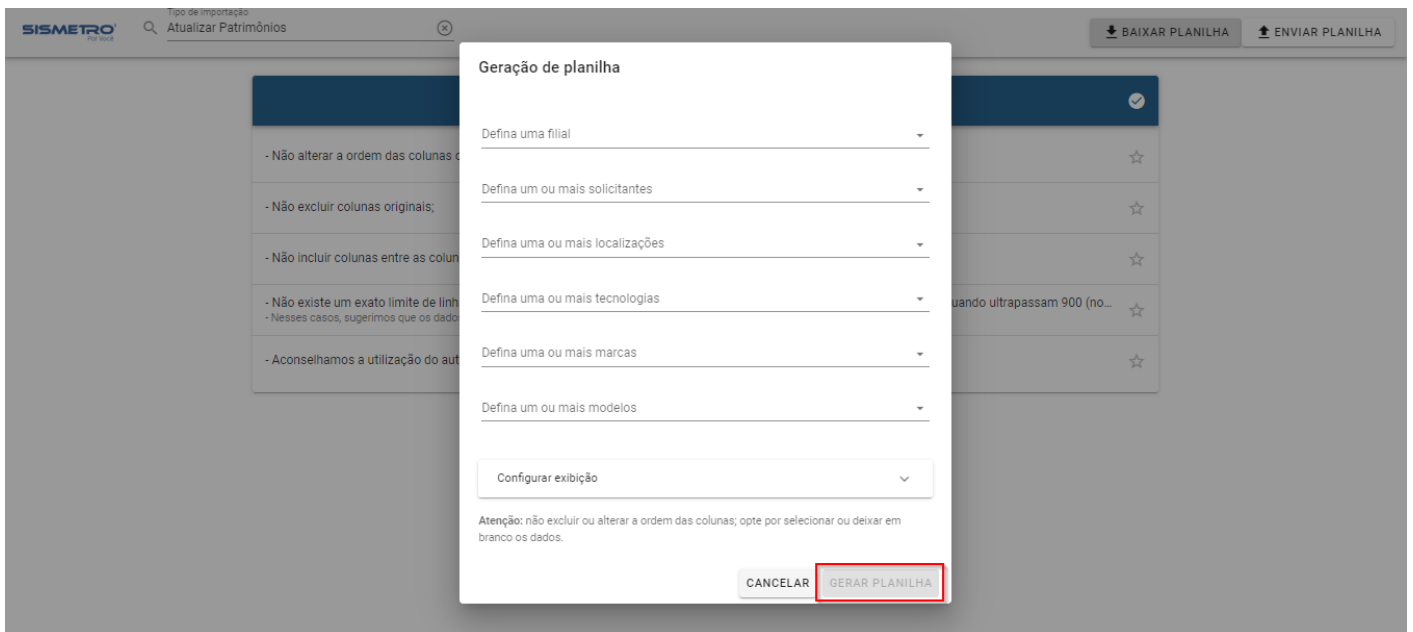 SISMETRO
Por Você
Tipo de importação
Atualizar Patrimônios
BAIXAR PLANILHA
ENVIAR PLANILHA
Geração de planilha
Defina uma filial
- Não alterar a ordem das colunas
Defina um ou mais solicitantes
- Não excluir colunas originais;
Defina uma ou mais localizações
- Não incluir colunas entre as colun
Defina uma ou mais tecnologias
- Não existe um exato limite de linh
uando ultrapassam 900 (no...
- Nesses casos, sugerimos que os dado
Defina uma ou mais marcas
- Aconselhamos a utilização do aut
Defina um ou mais modelos
Configurar exibição
Atenção: não excluir ou alterar a ordem das colunas; opte por selecionar ou deixar em
branco os dados.
CANCELAR
GERAR PLANILHA